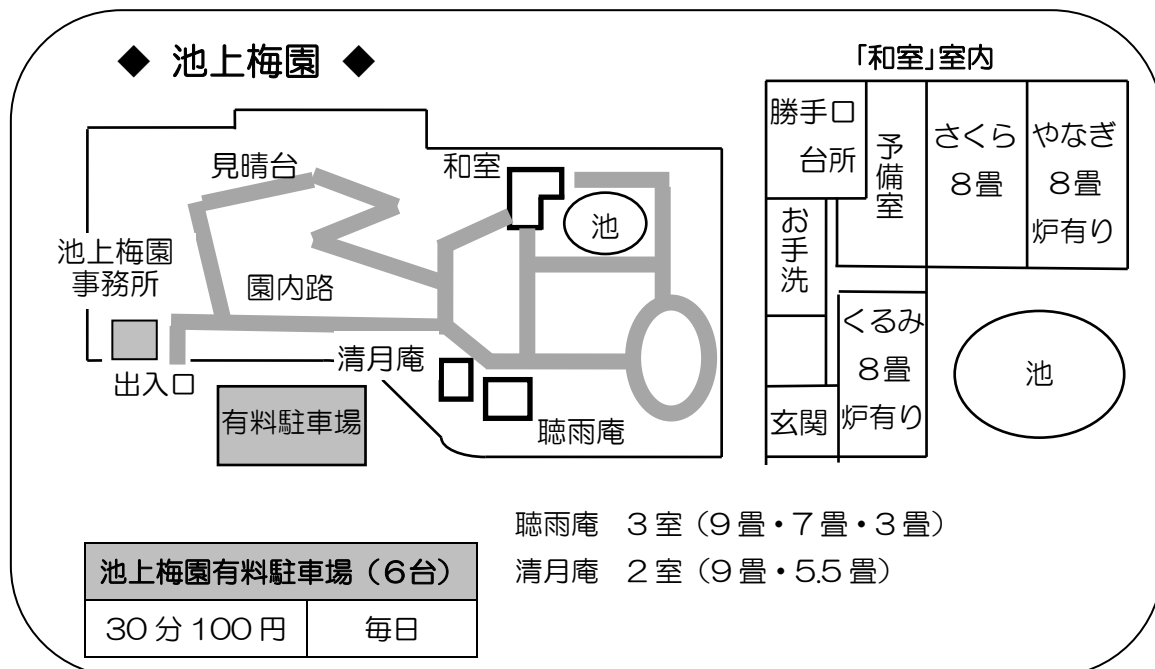 ◆ 池上梅園 ◆
見晴台
和室
池
池上梅園
事務所
園内路
清月庵
出入口
有料駐車場
聴雨庵
「和室」室内
勝手口
台所
予備室
さくら
8畳
やなぎ
8畳
炉有り
お手洗
くるみ
8畳
炉有り
玄関
池
聴雨庵 3室（9畳・7畳・3畳）
清月庵 2室（9畳・5.5畳）
池上梅園有料駐車場（6台）
30分100円 毎日